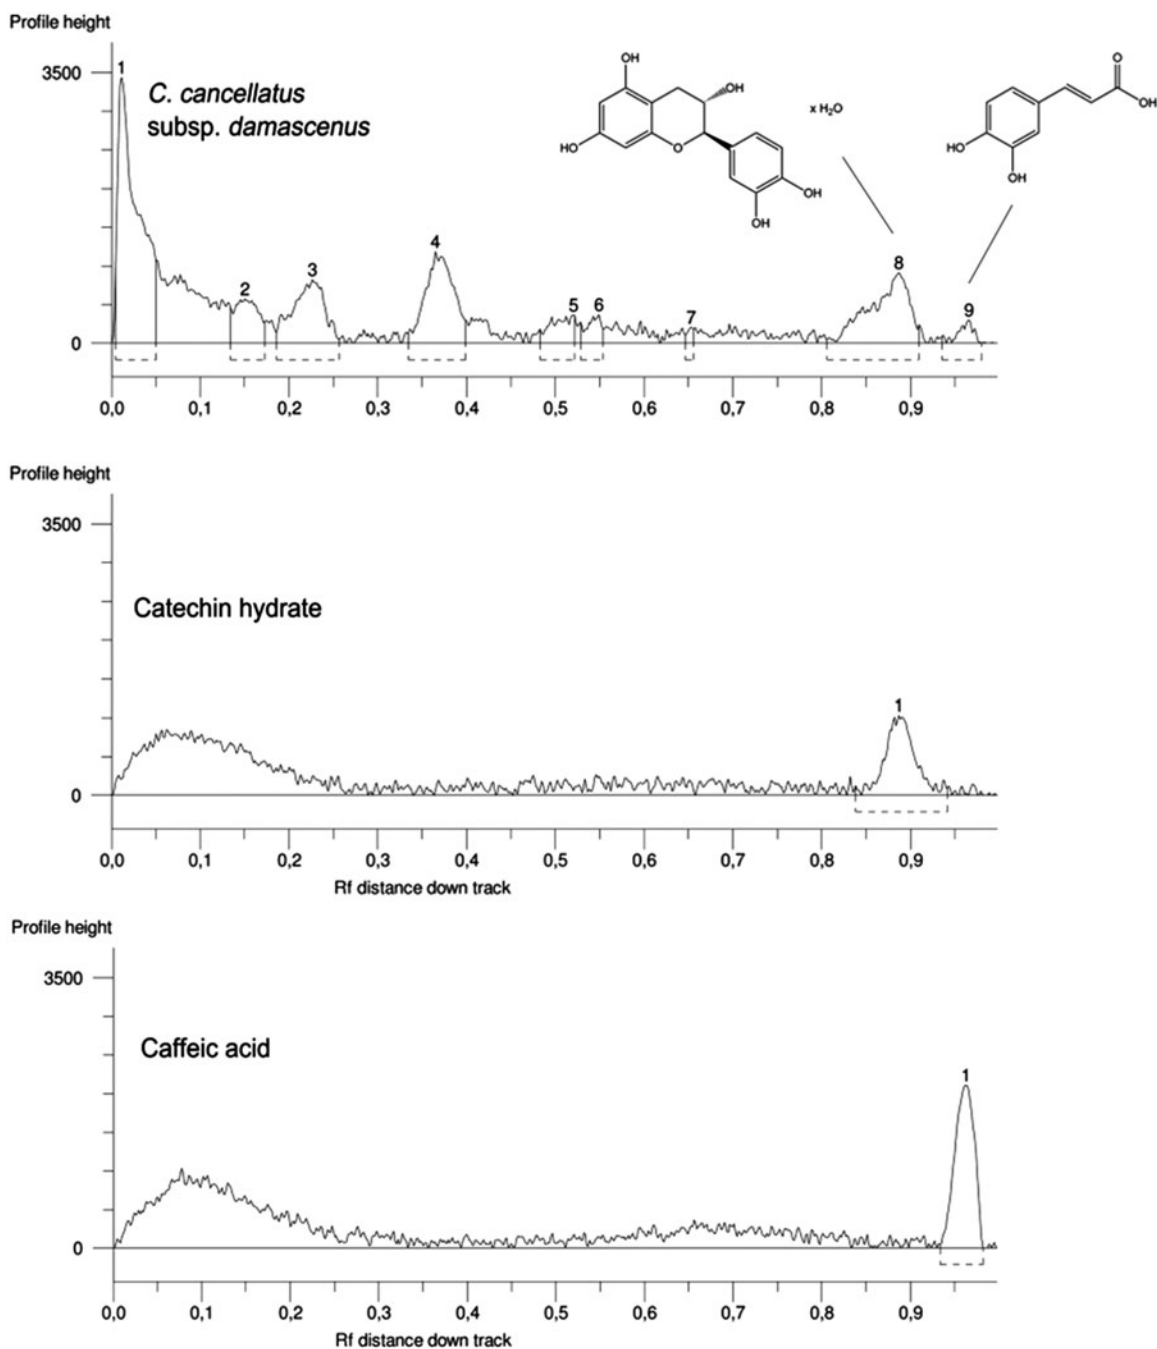 Profile height
3500
1
C. cancellatus
subsp. damascenus
OH
OH
HO
O
OH
OH
x H₂O
O
OH
HO
OH
2
3
4
5
6
7
8
9
0
0,0 0,1 0,2 0,3 0,4 0,5 0,6 0,7 0,8 0,9
Profile height
3500
Catechin hydrate
1
0
0,0 0,1 0,2 0,3 0,4 0,5 0,6 0,7 0,8 0,9
Rf distance down track
Profile height
3500
Caffeic acid
1
0
0,0 0,1 0,2 0,3 0,4 0,5 0,6 0,7 0,8 0,9
Rf distance down track